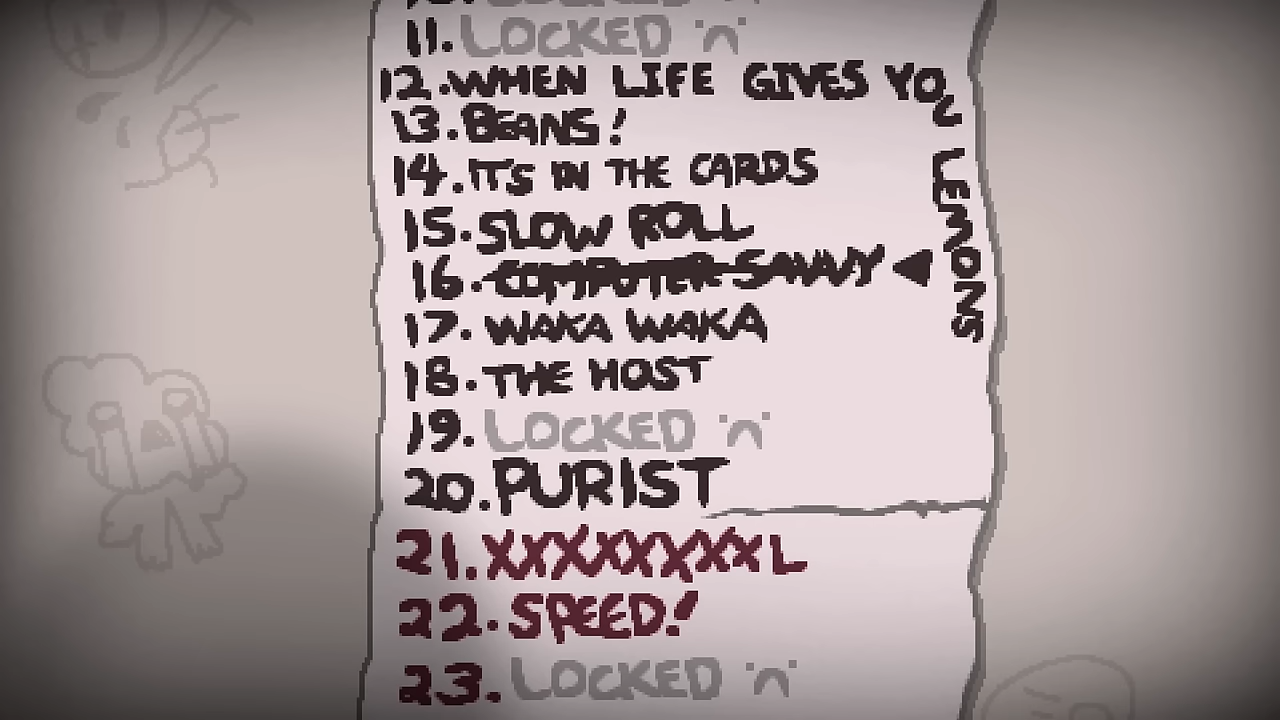 11. LOCKED
12. WHEN LIFE GIVES YOU LEMONS
13. BEANS!
14. IT'S IN THE CARDS
15. SLOW ROLL
16. COMPUTER SAVVY
17. WAKA WAKA
18. THE HOST
19. LOCKED
20. PURIST
21. XXXXXXXXL
22. SPEED!
23. LOCKED